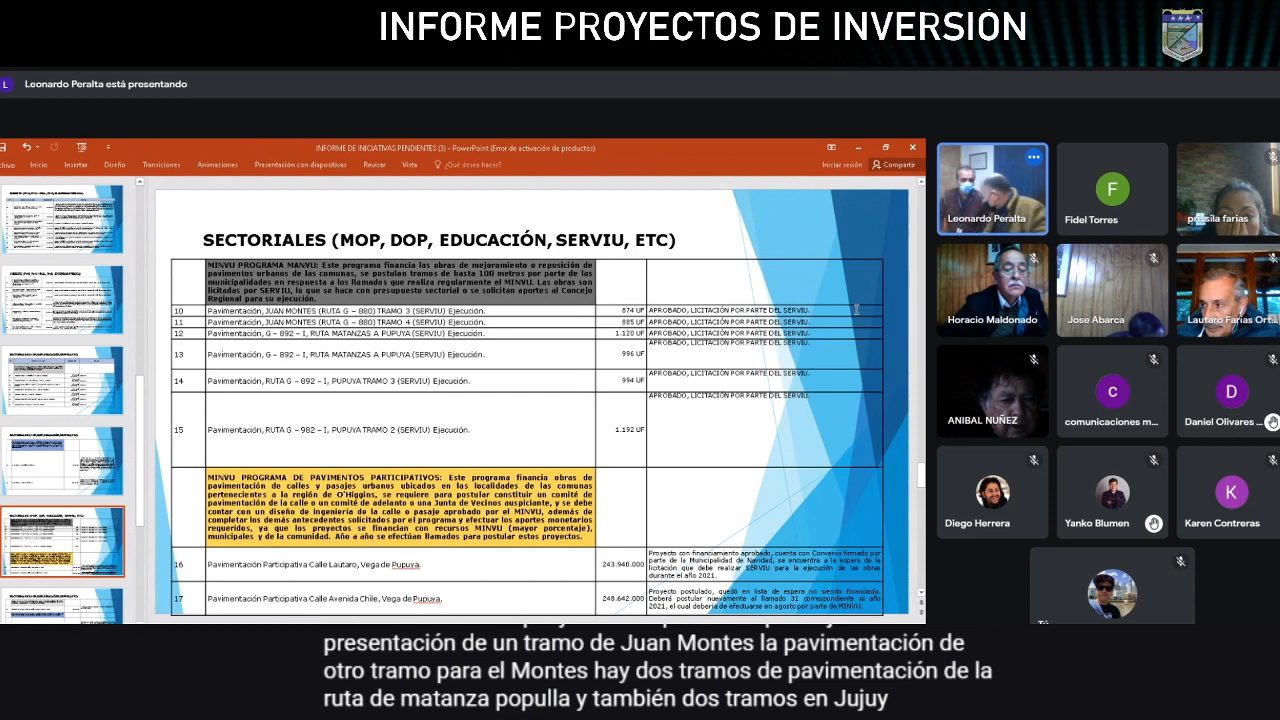 INFORME PROYECTOS DE INVERSIÓN
L
Leonardo Peralta está presentando
INFORME DE INICIATIVAS PENDIENTES (3) - PowerPoint (Error de activación de productos)
Inicio Insertar Diseño Transiciones Animaciones Presentación con diapositivas Revisar Vista ¿Qué desea hacer? Iniciar sesión Compartir
SECTORIALES (MOP, DOP, EDUCACIÓN, SERVIU, ETC)
MINVU PROGRAMA MANVU: Este programa financia las obras de mejoramiento o reposición de
pavimentos urbanos de las comunas, se postulan tramos de hasta 100 metros por parte de las
Municipalidades en respuesta a los llamados que realiza regularmente el MINVU. Las obras son
licitadas por SERVIU, lo que se hace con presupuesto sectorial o se solicitan aportes al Concejo
Regional para su ejecución.
10 Pavimentación, JUAN MONTES (RUTA G – 880) TRAMO 3 (SERVIU) Ejecución. 874 UF APROBADO, LICITACIÓN POR PARTE DEL SERVIU.
11 Pavimentación, JUAN MONTES (RUTA G – 880) TRAMO 4 (SERVIU) Ejecución. 885 UF APROBADO, LICITACIÓN POR PARTE DEL SERVIU.
12 Pavimentación, G – 892 – I, RUTA MATANZAS A PUPUYA (SERVIU) Ejecución. 1.120 UF APROBADO, LICITACIÓN POR PARTE DEL SERVIU.
13 Pavimentación, G – 892 – I, RUTA MATANZAS A PUPUYA (SERVIU) Ejecución. 996 UF APROBADO, LICITACIÓN POR PARTE DEL SERVIU.
14 Pavimentación, RUTA G – 892 – I, PUPUYA TRAMO 3 (SERVIU) Ejecución. 994 UF APROBADO, LICITACIÓN POR PARTE DEL SERVIU.
15 Pavimentación, RUTA G – 982 – I, PUPUYA TRAMO 2 (SERVIU) Ejecución. 1.192 UF APROBADO, LICITACIÓN POR PARTE DEL SERVIU.
MINVU PROGRAMA DE PAVIMENTOS PARTICIPATIVOS: Este programa financia obras de
pavimentación de calles y pasajes urbanos ubicados en las localidades de las comunas
pertenecientes a la región de O'Higgins, se requiere para postular constituir un comité de
pavimentación de la calle o un comité de adelanto o una Junta de Vecinos auspiciante, y se debe
contar con un diseño de ingeniería de la calle o pasaje aprobado por el MINVU, además de
completar los demás antecedentes solicitados por el programa y efectuar los aportes monetarios
requeridos, ya que los proyectos se financian con recursos MINVU (mayor porcentaje),
municipales y de la comunidad. Año a año se efectúan llamados para postular estos proyectos.
16 Pavimentación Participativa Calle Lautaro, Vega de Pupuya. 243.940.000
Proyecto con financiamiento aprobado, cuenta con Convenio firmado por
parte de la Municipalidad de Navidad, se encuentra a la espera de la
licitación que debe realizar SERVIU para la ejecución de las obras
durante el año 2021.
17 Pavimentación Participativa Calle Avenida Chile, Vega de Pupuya. 248.642.000
Proyecto postulado, quedó en lista de espera no siendo financiado.
Deberá postular nuevamente al llamado 31 correspondiente al año
2021, el cual debería de efectuarse en agosto por parte de MINVU.
Leonardo Peralta
F
Fidel Torres
prissila farias
Horacio Maldonado
Jose Abarca
Lautaro Farias Ort...
ANIBAL NUÑEZ
c
comunicaciones m...
D
Daniel Olivares ...
Diego Herrera
Yanko Blumen
K
Karen Contreras
presentación de un tramo de Juan Montes la pavimentación de
otro tramo para el Montes hay dos tramos de pavimentación de la
ruta de matanza popula y también dos tramos en Jujuy